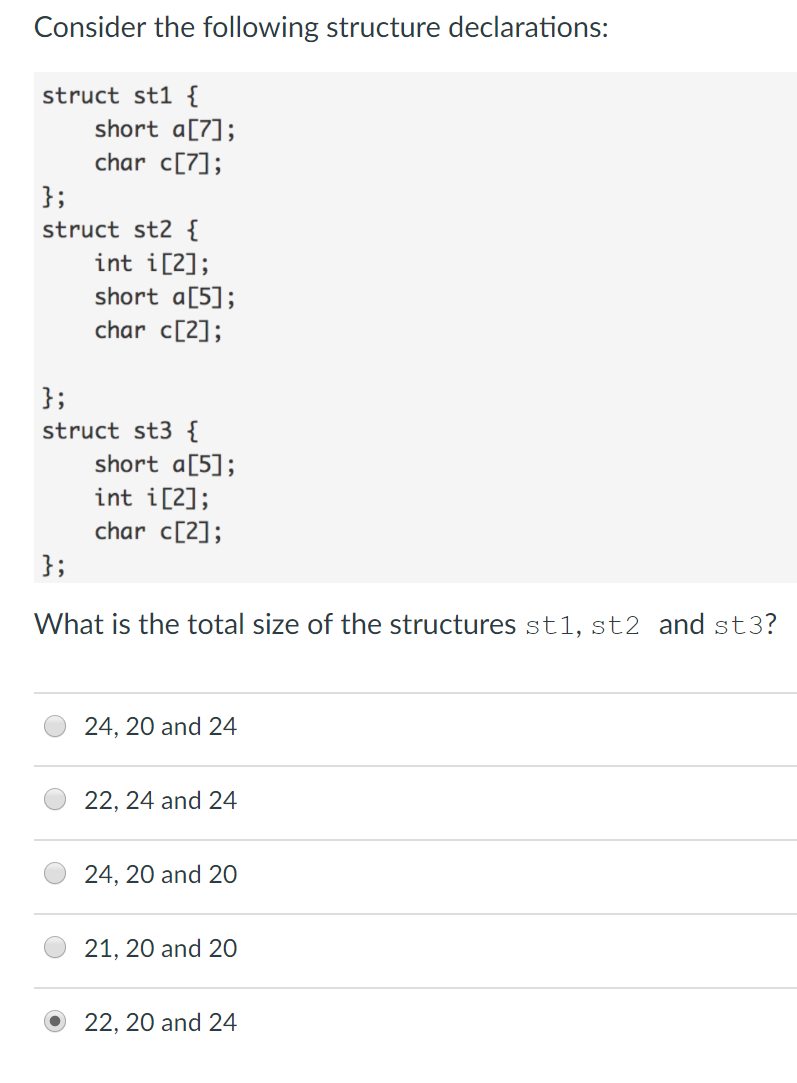 Consider the following structure declarations:
struct st1 {
    short a[7];
    char c[7];
};
struct st2 {
    int i[2];
    short a[5];
    char c[2];
};
struct st3 {
    short a[5];
    int i[2];
    char c[2];
};
What is the total size of the structures st1, st2 and st3?
24, 20 and 24
22, 24 and 24
24, 20 and 20
21, 20 and 20
22, 20 and 24